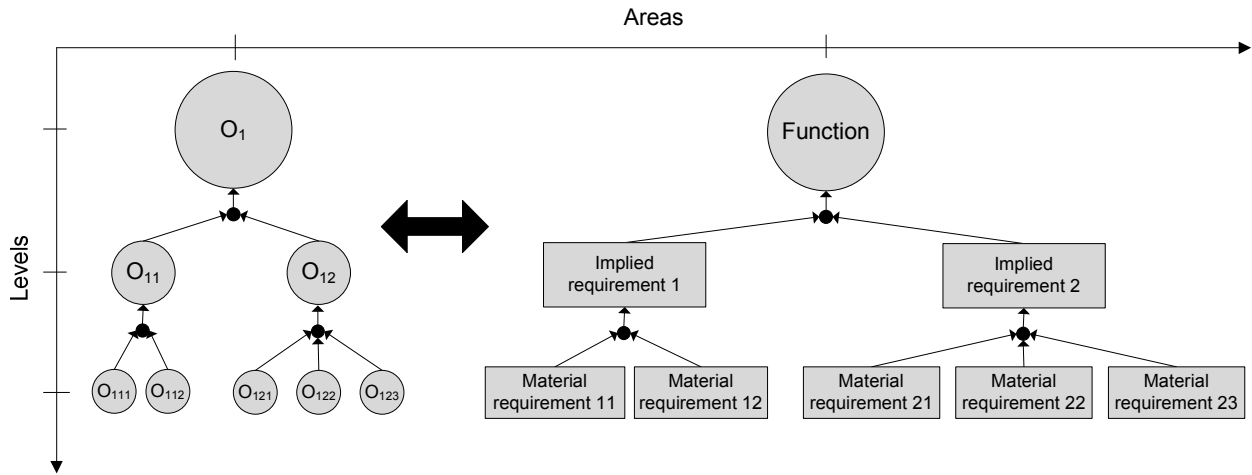 Areas
Levels
O₁
Function
O₁₁
O₁₂
Implied
requirement 1
Implied
requirement 2
O₁₁₁
O₁₁₂
O₁₂₁
O₁₂₂
O₁₂₃
Material
requirement 11
Material
requirement 12
Material
requirement 21
Material
requirement 22
Material
requirement 23